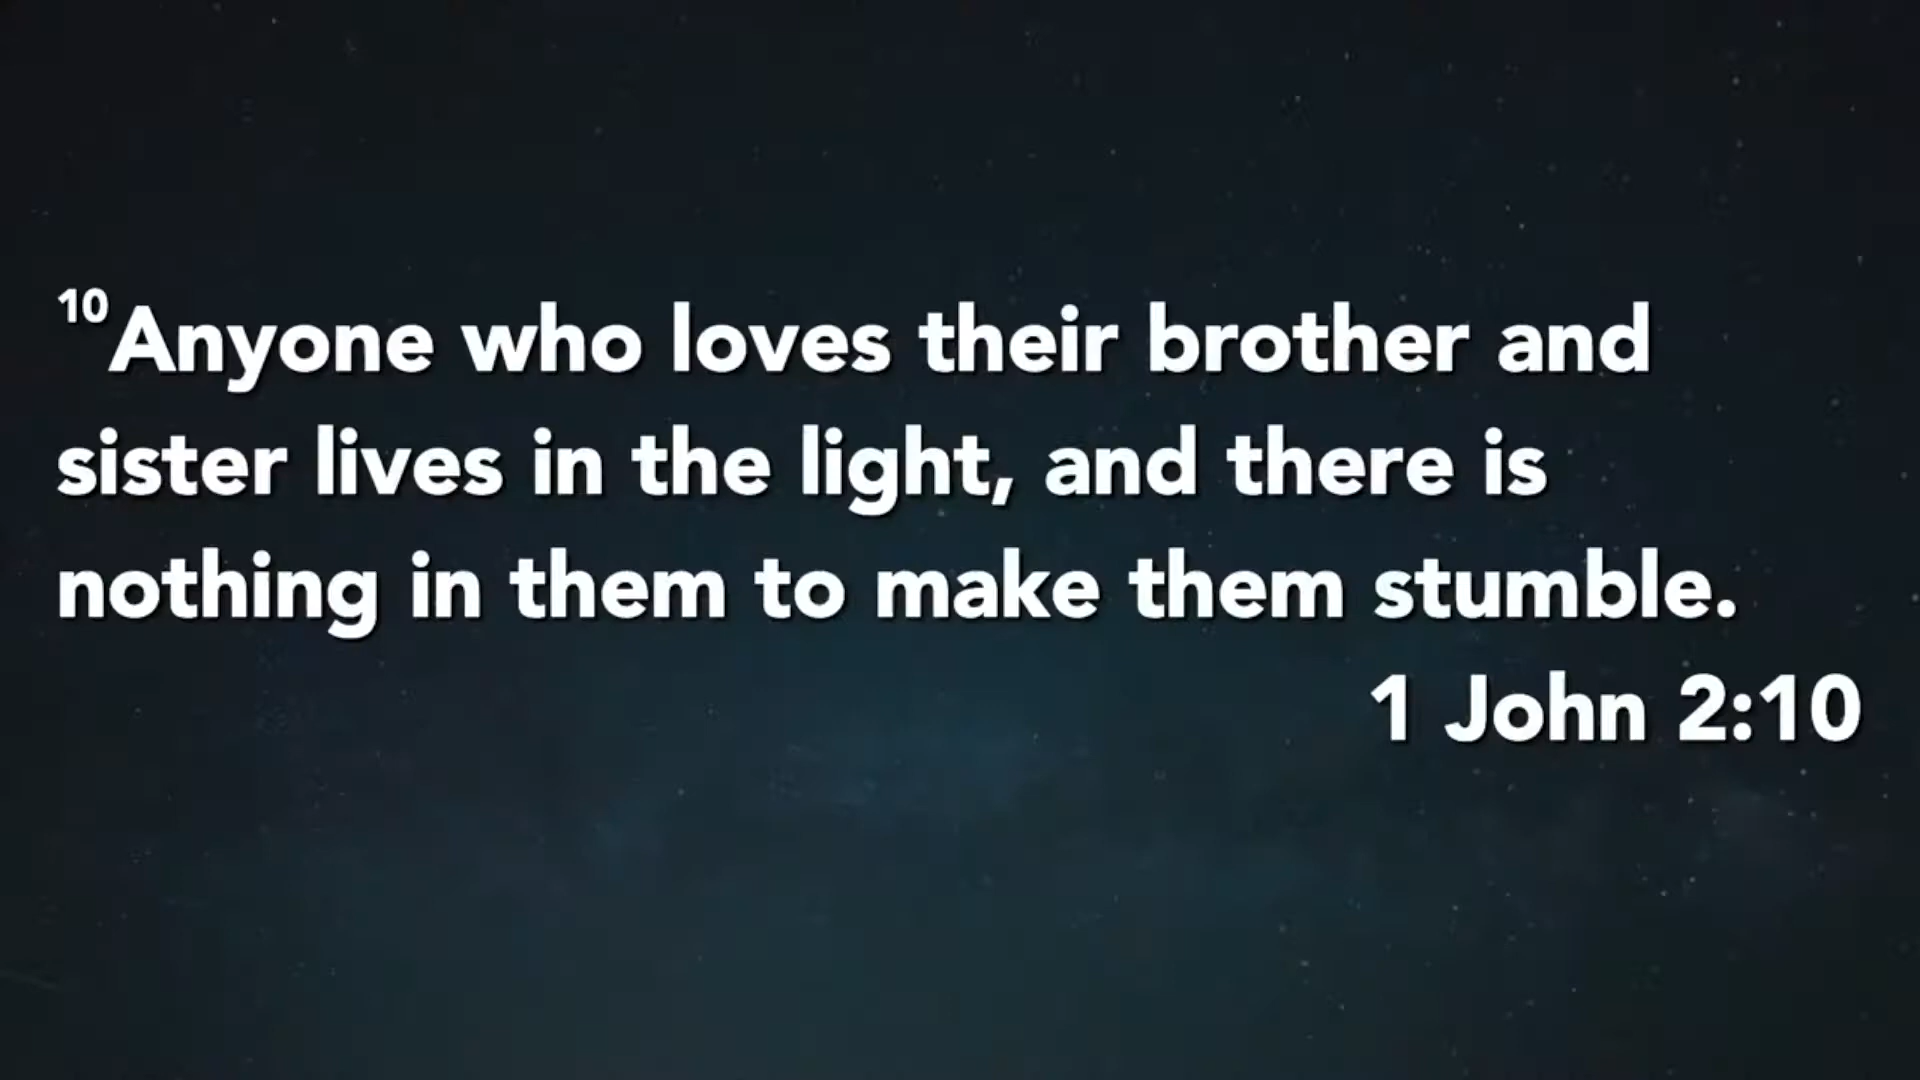 10Anyone who loves their brother and
sister lives in the light, and there is
nothing in them to make them stumble.
1 John 2:10